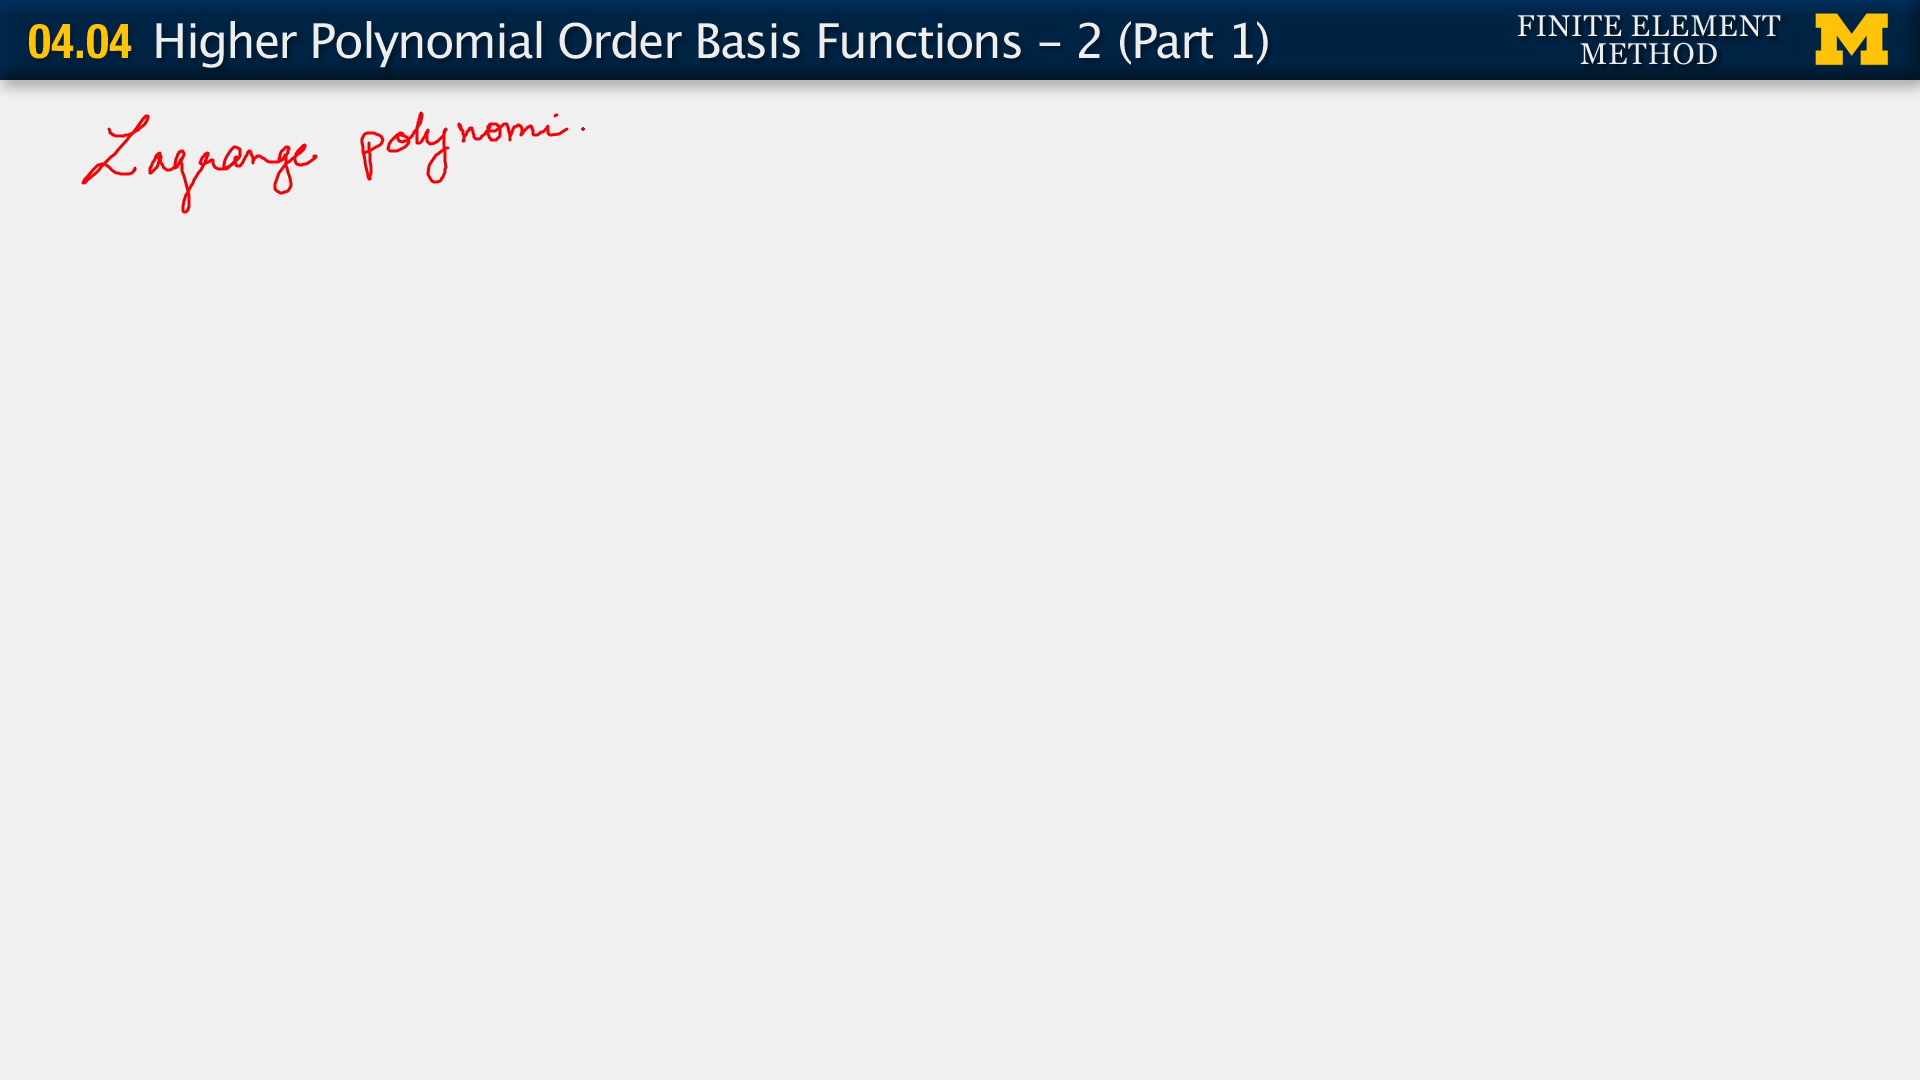 04.04 Higher Polynomial Order Basis Functions – 2 (Part 1)
FINITE ELEMENT
METHOD
M
Lagrange polynomi